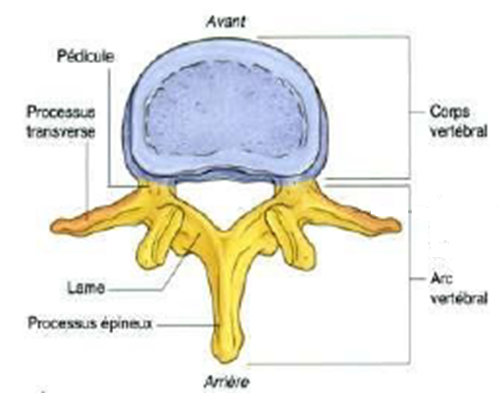 Avant
Pédicule
Processus
transverse
Corps
vertébral
Lame
Arc
vertébral
Processus épineux
Arrière